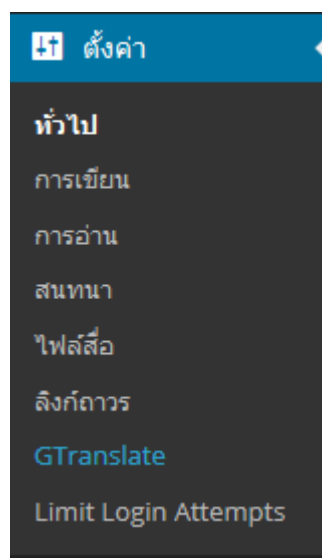 ตั้งค่า
ทั่วไป
การเขียน
การอ่าน
สนทนา
ไฟล์สื่อ
ลิงก์ถาวร
GTranslate
Limit Login Attempts